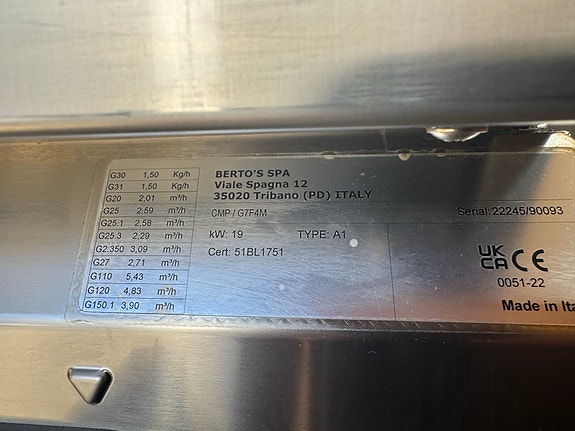 G30 1,50 Kg/h
G31 1,50 Kg/h
G20 2,01 m³/h
G25 2,59 m³/h
G25.1 2,58 m³/h
G25.3 2,29 m³/h
G2.350 3,09 m³/h
G27 2,71 m³/h
G110 5,43 m³/h
G120 4,83 m³/h
G150.1 3,90 m³/h
BERTO'S SPA
Viale Spagna 12
35020 Tribano (PD) ITALY
CMP / G7F4M
Serial: 22245/90093
kW: 19 TYPE: A1
Cert: 51BL1751
UK CA CE
0051-22
Made in Ita